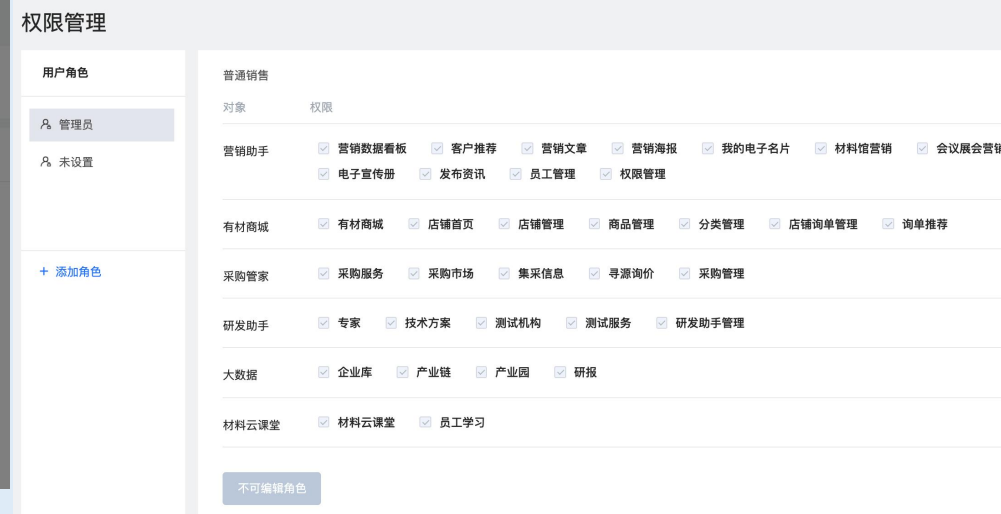 权限管理
用户角色
管理员
未设置
+ 添加角色
普通销售
对象 权限
营销助手 营销数据看板 客户推荐 营销文章 营销海报 我的电子名片 材料馆营销 会议展会营销
电子宣传册 发布资讯 员工管理 权限管理
有材商城 有材商城 店铺首页 店铺管理 商品管理 分类管理 店铺询单管理 询单推荐
采购管家 采购服务 采购市场 集采信息 寻源询价 采购管理
研发助手 专家 技术方案 测试机构 测试服务 研发助手管理
大数据 企业库 产业链 产业园 研报
材料云课堂 材料云课堂 员工学习
不可编辑角色